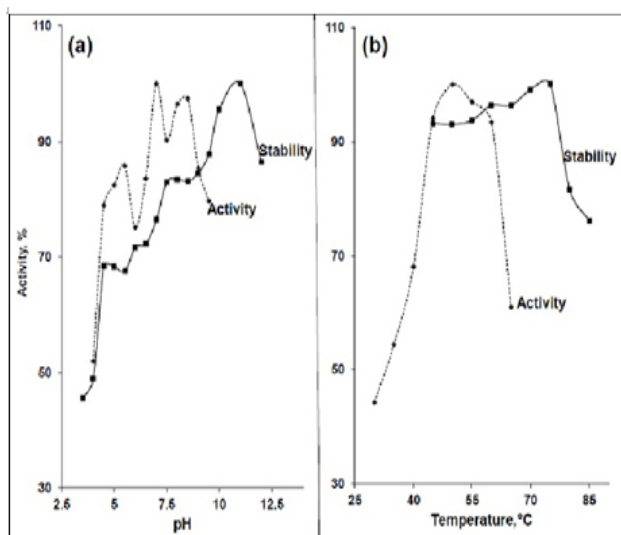 110
(a)
(b)
90
Stability
Activity
70
50
30
2.5 5 7.5 10 12.5
pH
Activity, %
110
90
Stability
70
Activity
50
30
25 40 55 70 85
Temperature,°C